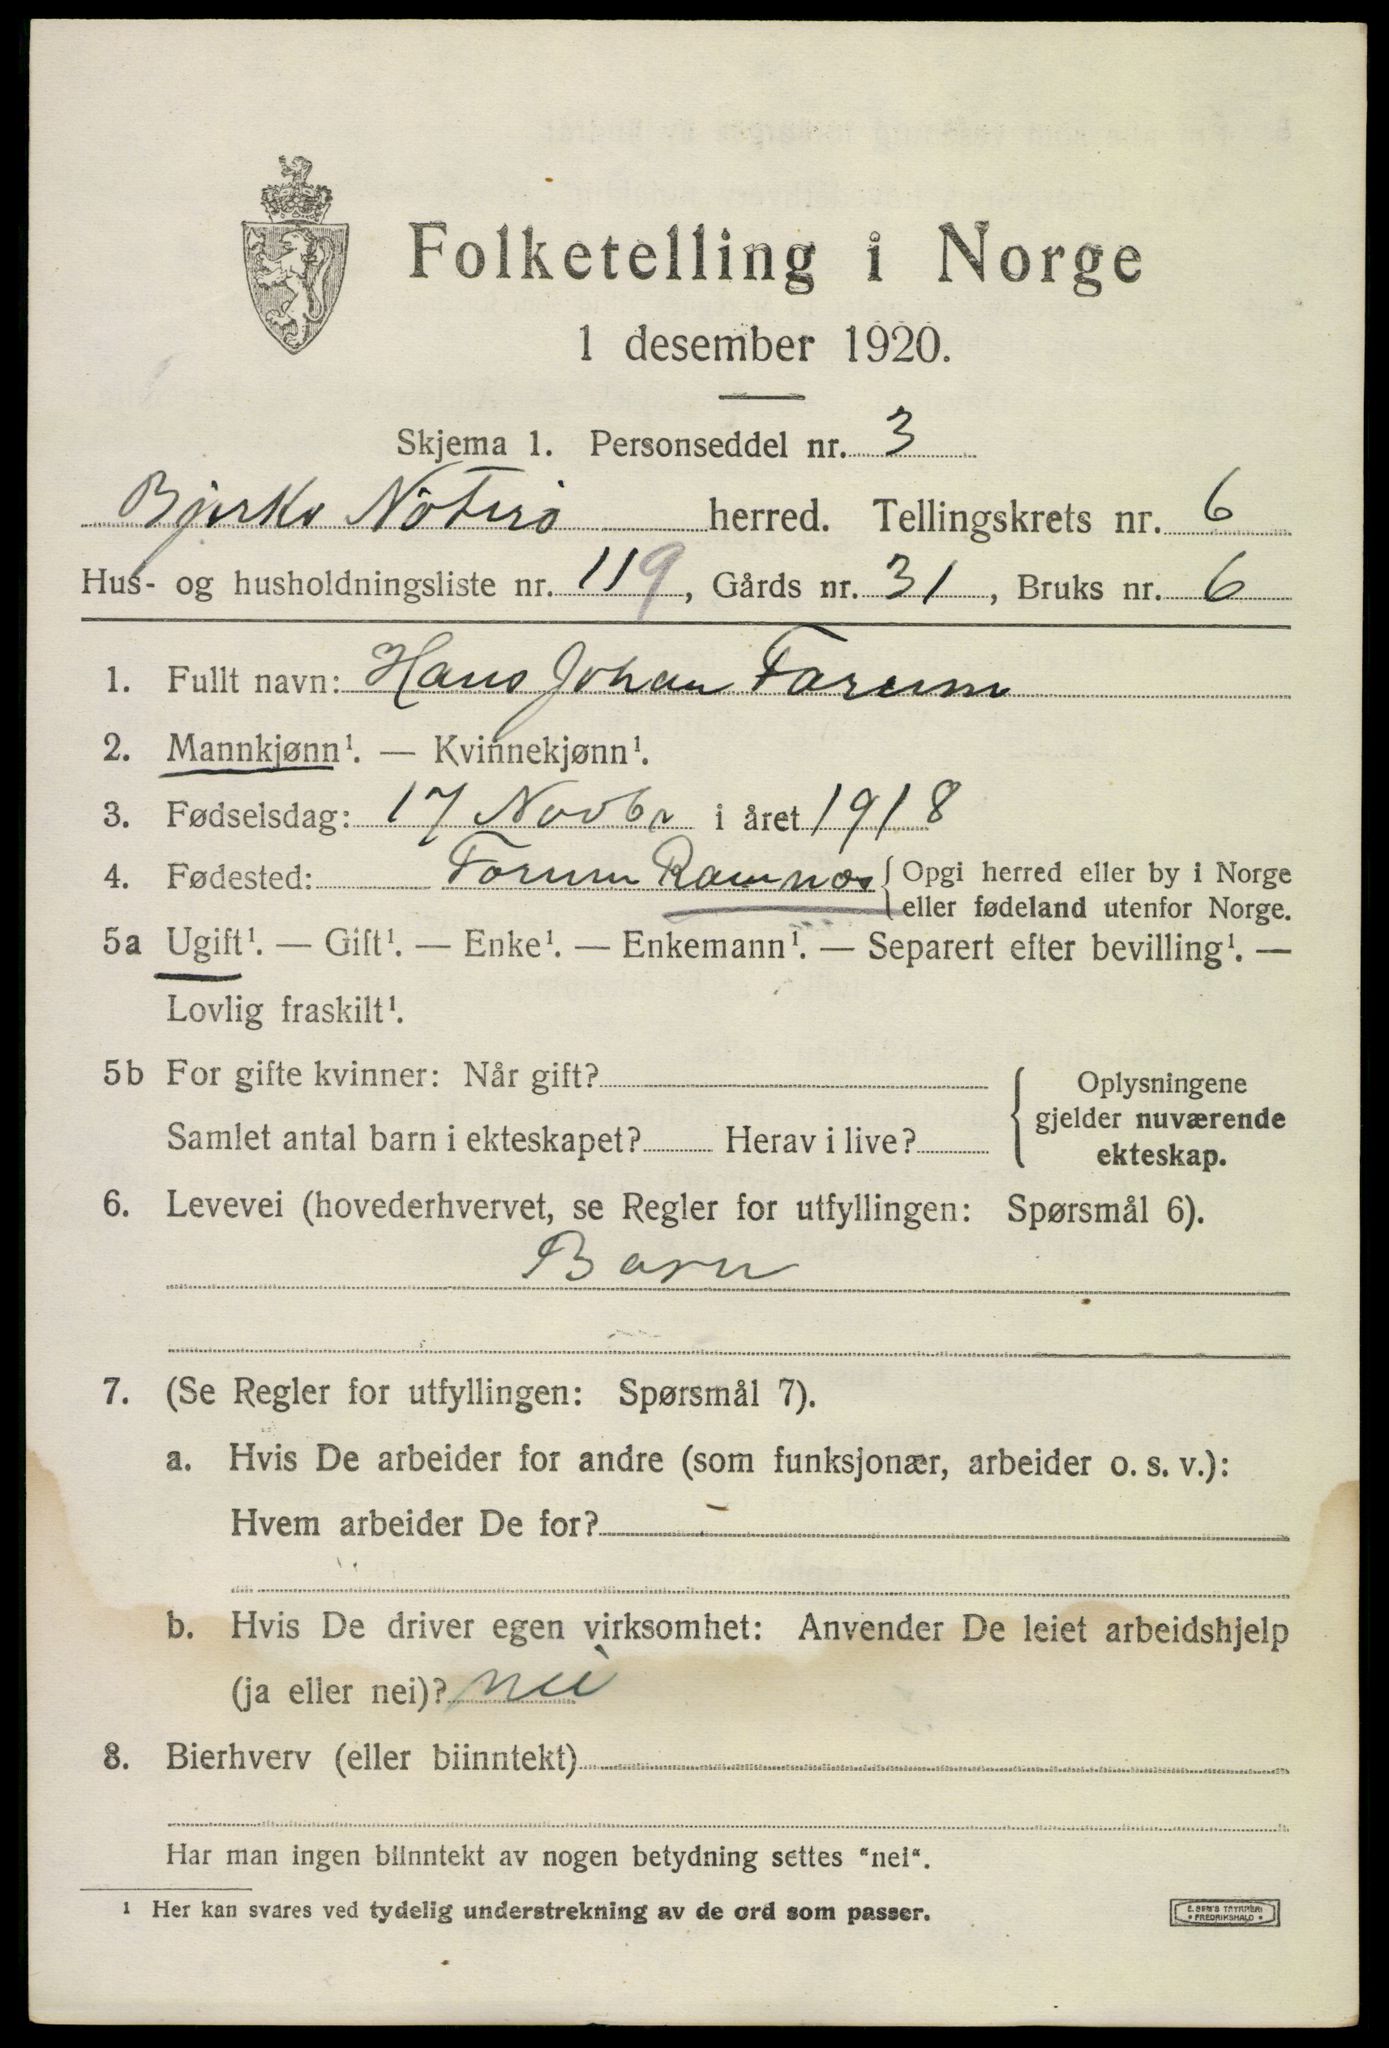 Folketelling i Norge
1 desember 1920.
Skjema 1. Personseddel nr. 3
Bjerkø Nøterø herred. Tellingskrets nr. 6
Hus- og husholdningsliste nr. 119, Gårds nr. 31, Bruks nr. 6
1. Fullt navn: Hans Johan Forum
2. Mannkjønn¹. — Kvinnekjønn¹.
3. Fødselsdag: 17 Novbr i året 1918
4. Fødested: Forum Ramnes { Opgi herred eller by i Norge
eller fødeland utenfor Norge.
5a Ugift¹. — Gift¹. — Enke¹. — Enkemann¹. — Separert efter bevilling¹. —
Lovlig fraskilt¹.
5b For gifte kvinner: Når gift?
Samlet antal barn i ekteskapet? Herav i live?
{ Oplysningene
gjelder nuværende
ekteskap.
6. Levevei (hovederhvervet, se Regler for utfyllingen: Spørsmål 6).
Barn
7. (Se Regler for utfyllingen: Spørsmål 7).
a. Hvis De arbeider for andre (som funksjonær, arbeider o. s. v.):
Hvem arbeider De for?
b. Hvis De driver egen virksomhet: Anvender De leiet arbeidshjelp
(ja eller nei)? nei
8. Bierhverv (eller biinntekt)
Har man ingen biinntekt av nogen betydning settes "nei".
¹ Her kan svares ved tydelig understrekning av de ord som passer.
E. SEM'S TRYKKERI
• FREDRIKSHALD •